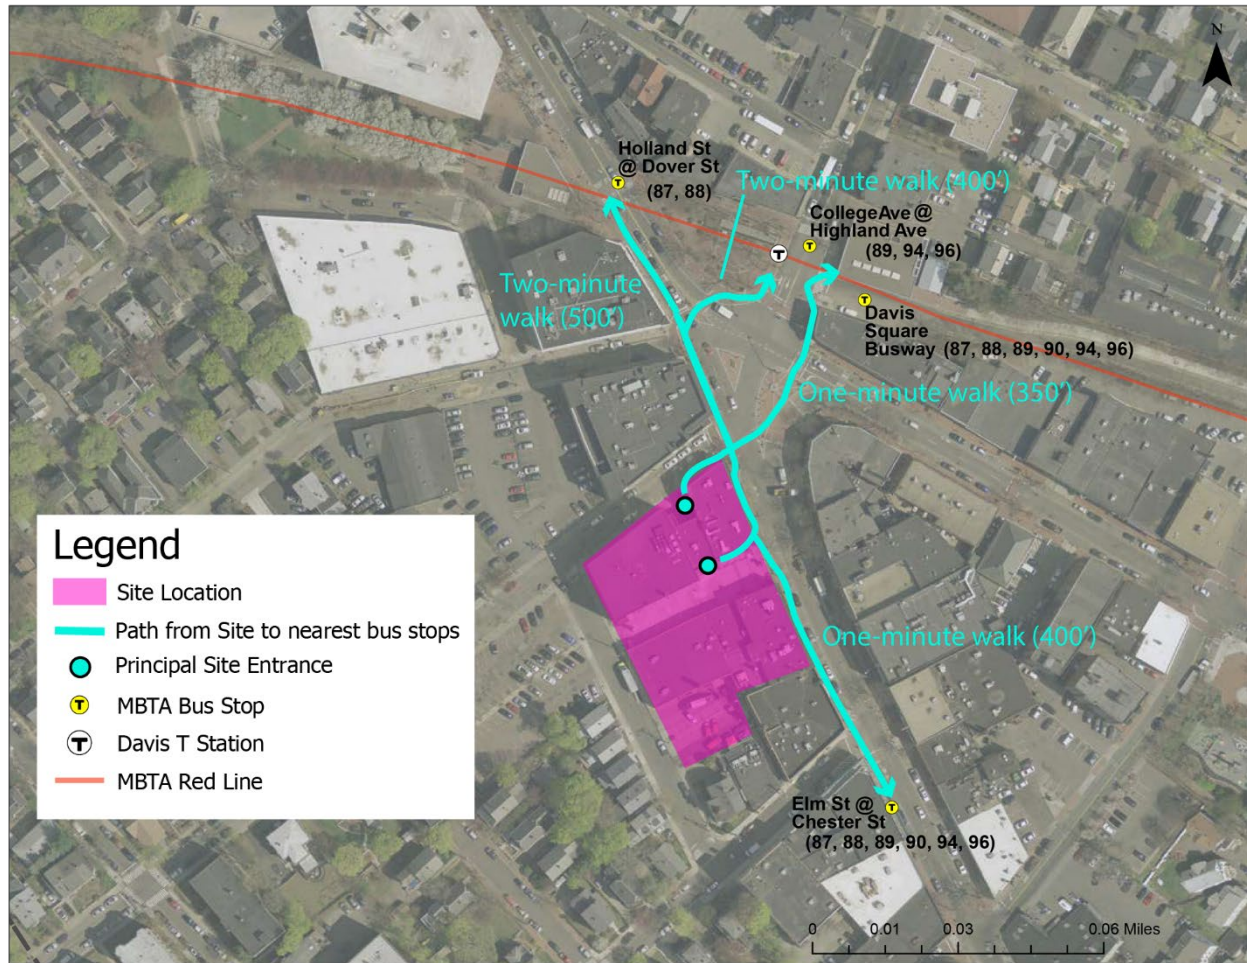 N
Holland St
@ Dover St
(87, 88)
Two-minute walk (400')
CollegeAve @
Highland Ave
(89, 94, 96)
Two-minute
walk (500')
Davis
Square
Busway (87, 88, 89, 90, 94, 96)
One-minute walk (350')
Legend
Site Location
Path from Site to nearest bus stops
Principal Site Entrance
T MBTA Bus Stop
T Davis T Station
MBTA Red Line
One-minute walk (400')
Elm St @
Chester St
(87, 88, 89, 90, 94, 96)
0 0.01 0.03 0.06 Miles